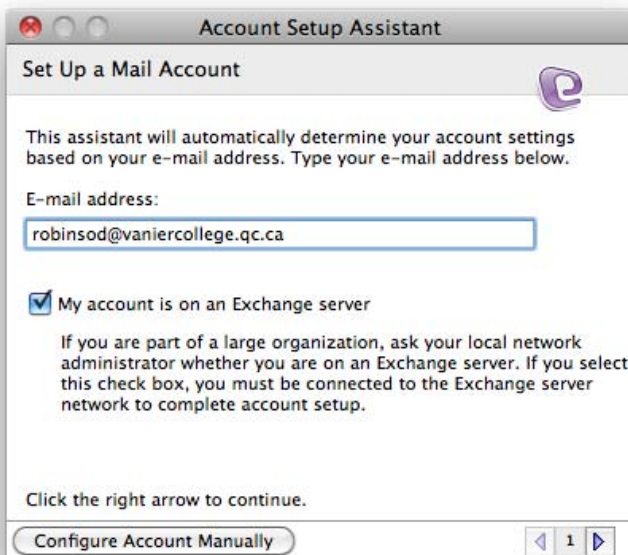 Account Setup Assistant
Set Up a Mail Account
This assistant will automatically determine your account settings
based on your e-mail address. Type your e-mail address below.
E-mail address:
robinsod@vaniercollege.qc.ca
My account is on an Exchange server
If you are part of a large organization, ask your local network
administrator whether you are on an Exchange server. If you select
this check box, you must be connected to the Exchange server
network to complete account setup.
Click the right arrow to continue.
Configure Account Manually
1